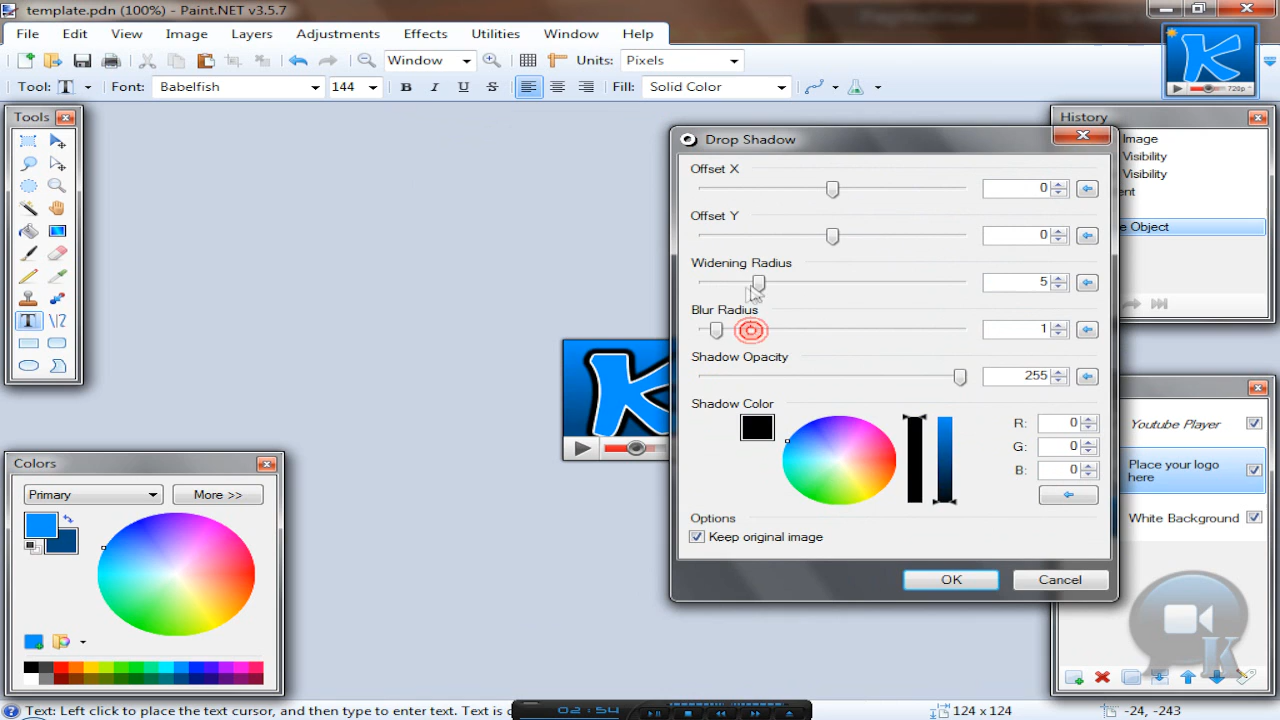 template.pdn (100%) - Paint.NET v3.5.7
File Edit View Image Layers Adjustments Effects Utilities Window Help
Window Units: Pixels
Tool: T Font: Babelfish 144 B I U S Fill: Solid Color
K
720p
Tools
T
History
Image
Visibility
Visibility
ent
e Object
Drop Shadow
Offset X
0
Offset Y
0
Widening Radius
5
Blur Radius
1
Shadow Opacity
255
Shadow Color
R: 0
G: 0
B: 0
Options
Keep original image
OK Cancel
K
Youtube Player
Place your logo
here
White Background
K
Colors
Primary More >>
Text: Left click to place the text cursor, and then type to enter text. Text is
02:54
124 x 124
-24, -243